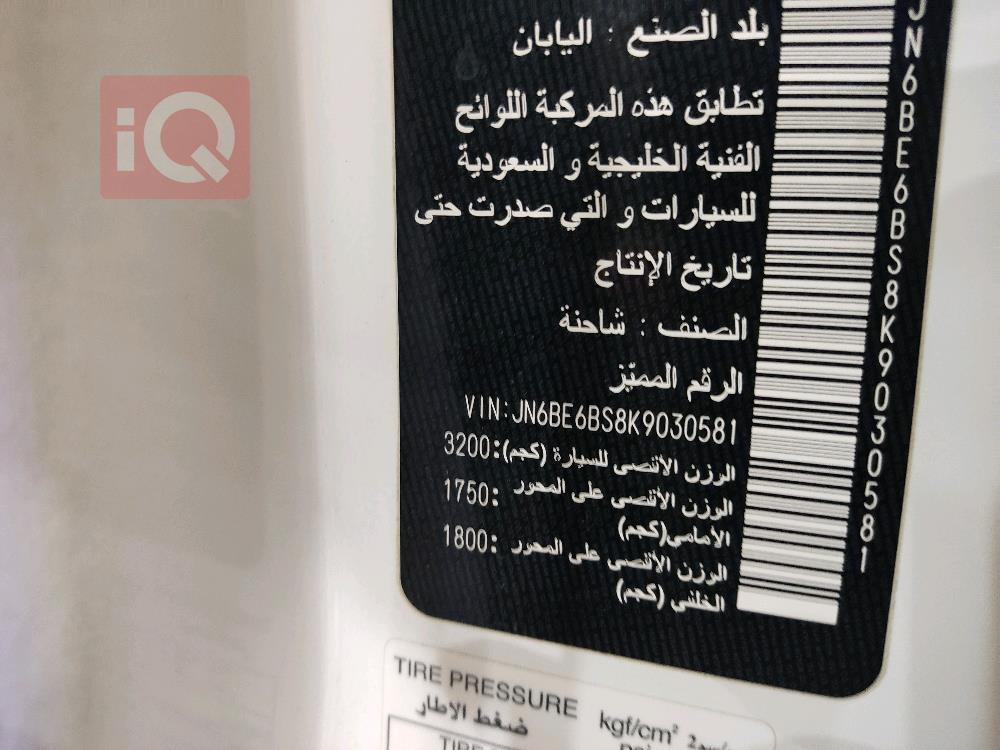 iQ
بلد الصنع : اليابان
تطابق هذه المركبة اللوائح
الفنية الخليجية و السعودية
للسيارات و التي صدرت حتى
تاريخ الإنتاج
الصنف : شاحنة
الرقم المميّز
VIN:JN6BE6BS8K9030581
الوزن الأقصى للسيارة (كجم):3200
الوزن الأقصى على المحور :1750
الأمامي(كجم)
الوزن الأقصى على المحور :1800
الخلفي (كجم)
JN6BE6BS8K9030581
TIRE PRESSURE
ضغط الاطار
kgf/cm²